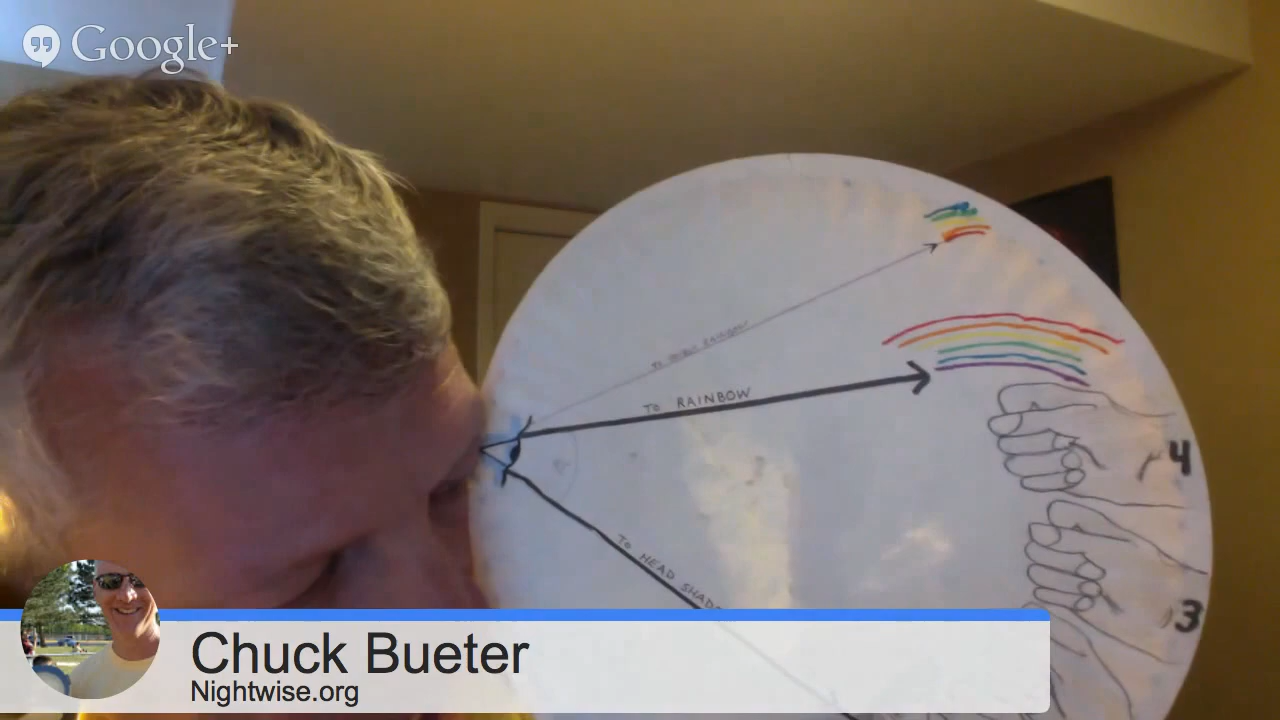 Google+
TO RAINBOW
TO HEAD SHAD
4
3
Chuck Bueter
Nightwise.org